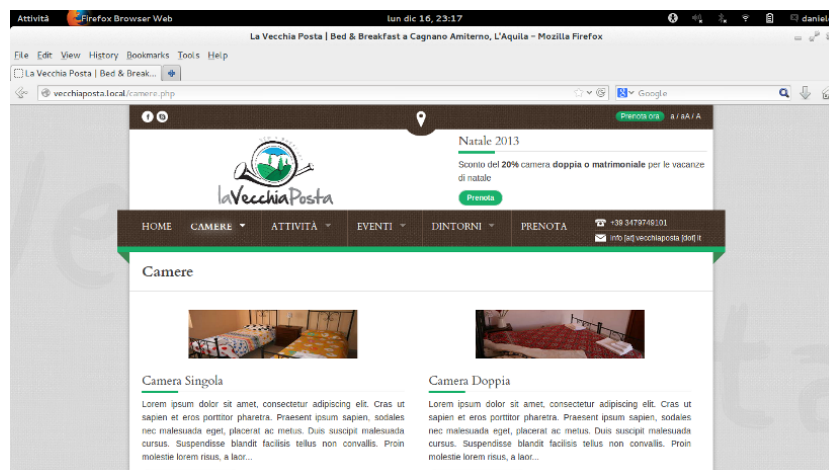 Attività Firefox Browser Web lun dic 16, 23:17 daniele
La Vecchia Posta | Bed & Breakfast a Cagnano Amiterno, L'Aquila – Mozilla Firefox
File Edit View History Bookmarks Tools Help
La Vecchia Posta | Bed & Break...
vecchiaposta.local/camere.php Google
Prenota ora a / aA / A
Natale 2013
Sconto del 20% camera doppia o matrimoniale per le vacanze
di natale
Prenota
laVecchiaPosta
HOME CAMERE ATTIVITÀ EVENTI DINTORNI PRENOTA
+39 3479749101
info [at] vecchiaposta [dot] it
Camere
Camera Singola
Lorem ipsum dolor sit amet, consectetur adipiscing elit. Cras ut
sapien et eros porttitor pharetra. Praesent ipsum sapien, sodales
nec malesuada eget, placerat ac metus. Duis suscipit malesuada
cursus. Suspendisse blandit facilisis tellus non convallis. Proin
molestie lorem risus, a laor...
Camera Doppia
Lorem ipsum dolor sit amet, consectetur adipiscing elit. Cras ut
sapien et eros porttitor pharetra. Praesent ipsum sapien, sodales
nec malesuada eget, placerat ac metus. Duis suscipit malesuada
cursus. Suspendisse blandit facilisis tellus non convallis. Proin
molestie lorem risus, a laor...